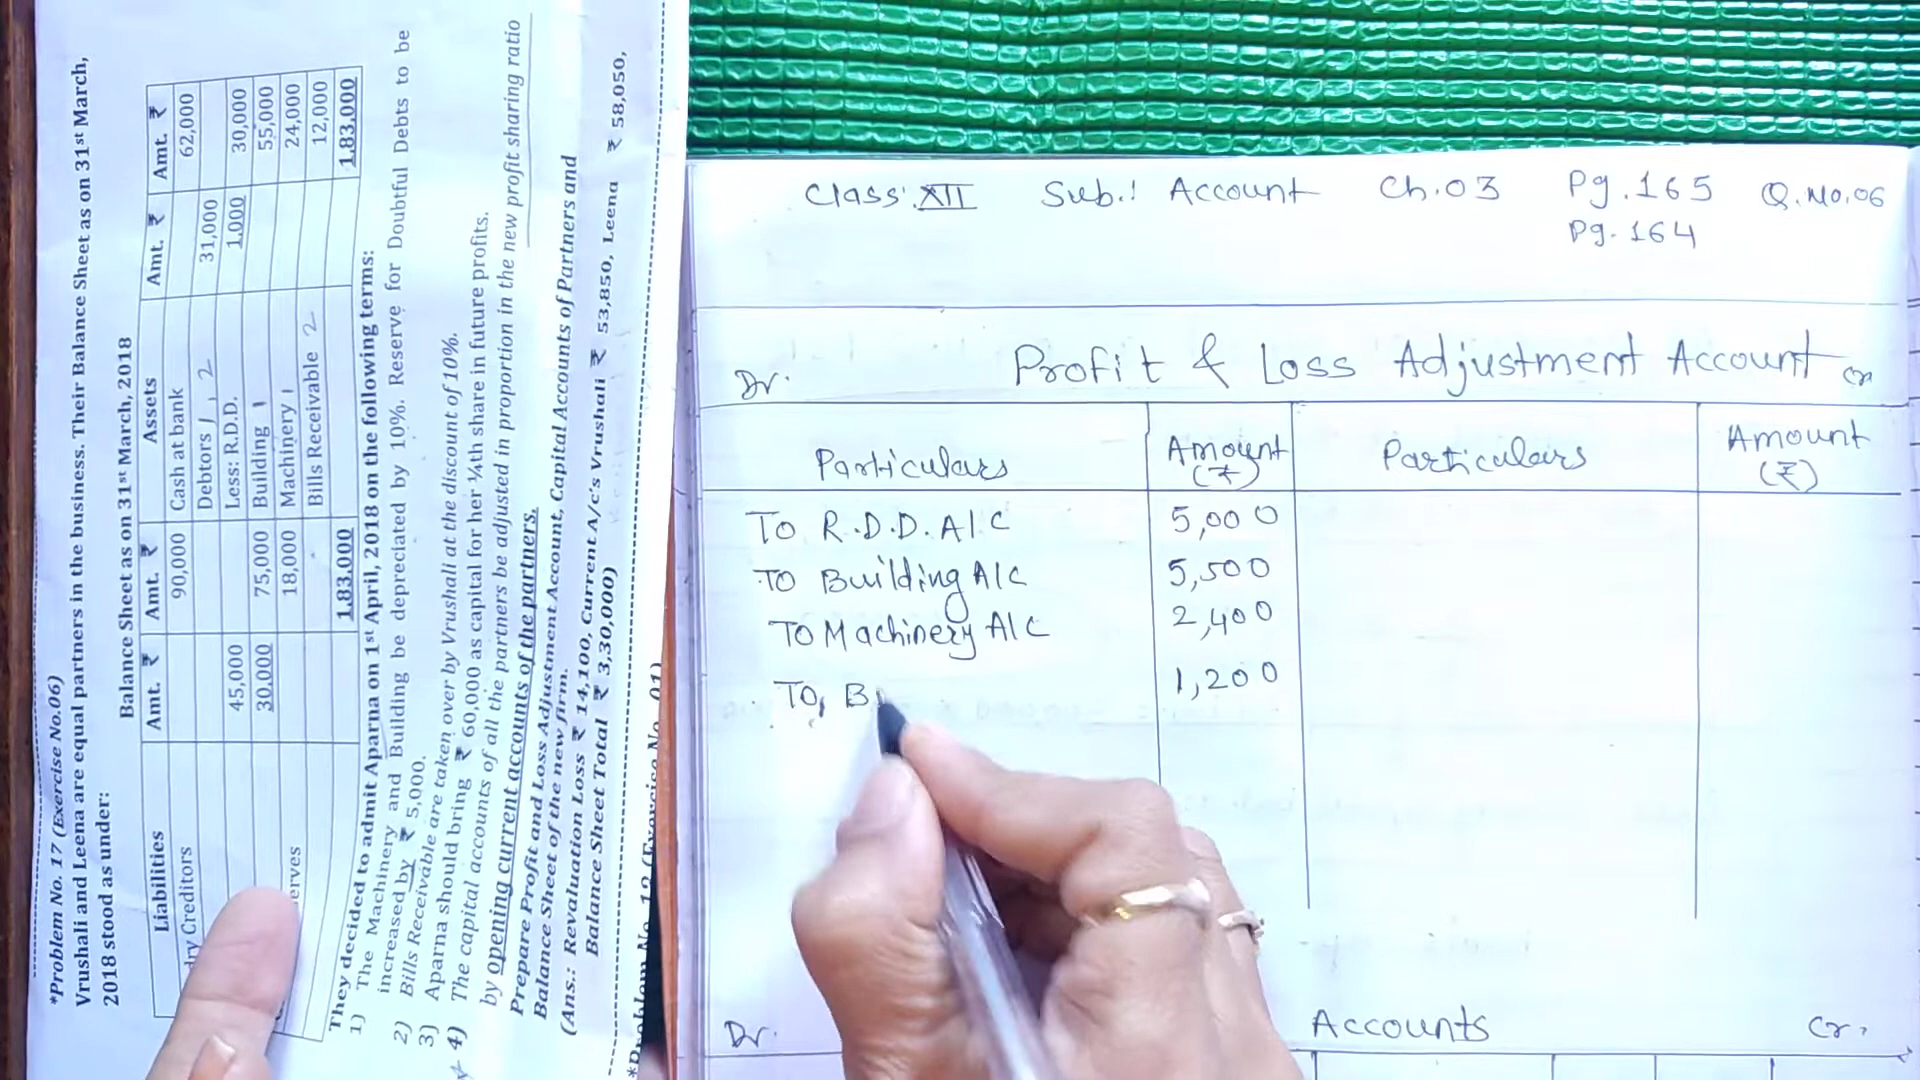 *Problem No. 17 (Exercise No.06)
Vrushali and Leena are equal partners in the business. Their Balance Sheet as on 31st March,
2018 stood as under:
Balance Sheet as on 31st March, 2018
Liabilities Amt. ₹ Amt. ₹ Assets Amt. ₹ Amt. ₹
dry Creditors 90,000 Cash at bank 62,000
Debtors 1, 2 31,000
45,000 Less: R.D.D. 1,000 30,000
30,000 75,000 Building 1 55,000
erves 18,000 Machinery 1 24,000
Bills Receivable 2 12,000
1,83,000 1,83,000
They decided to admit Aparna on 1st April, 2018 on the following terms:
1) The Machinery and Building be depreciated by 10%. Reserve for Doubtful Debts to be
increased by ₹ 5,000.
2) Bills Receivable are taken over by Vrushali at the discount of 10%.
3) Aparna should bring ₹ 60,000 as capital for her ¼th share in future profits.
4) The capital accounts of all the partners be adjusted in proportion in the new profit sharing ratio
by opening current accounts of the partners.
Prepare Profit and Loss Adjustment Account, Capital Accounts of Partners and
Balance Sheet of the new firm.
(Ans.: Revaluation Loss ₹ 14,100, Current A/c's Vrushali ₹ 53,850, Leena ₹ 58,050,
Balance Sheet Total ₹ 3,30,000)
Class: XII Sub.: Account Ch.03 Pg.165 Q.No.06
Pg. 164
Dr. Profit & Loss Adjustment Account Cr
Particulars Amount (₹) Particulars Amount (₹)
To R.D.D. A/C 5,000
To Building A/C 5,500
To Machinery A/C 2,400
To, B 1,200
Dr. Accounts Cr.